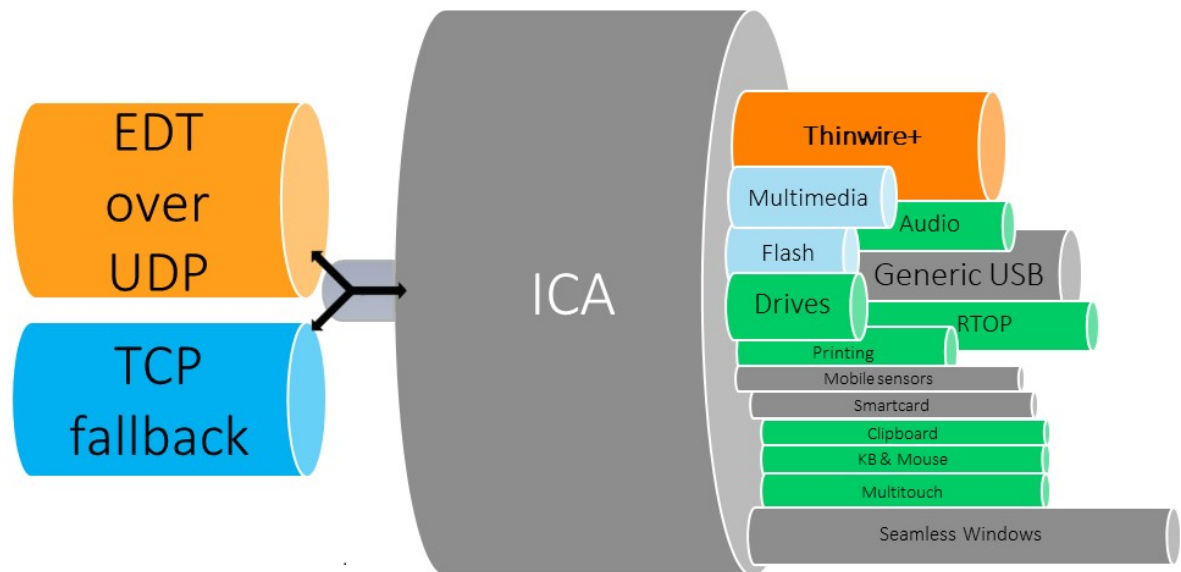 EDT
over
UDP
TCP
fallback
ICA
Thinwire+
Multimedia
Audio
Flash
Generic USB
Drives
RTOP
Printing
Mobile sensors
Smartcard
Clipboard
KB & Mouse
Multitouch
Seamless Windows